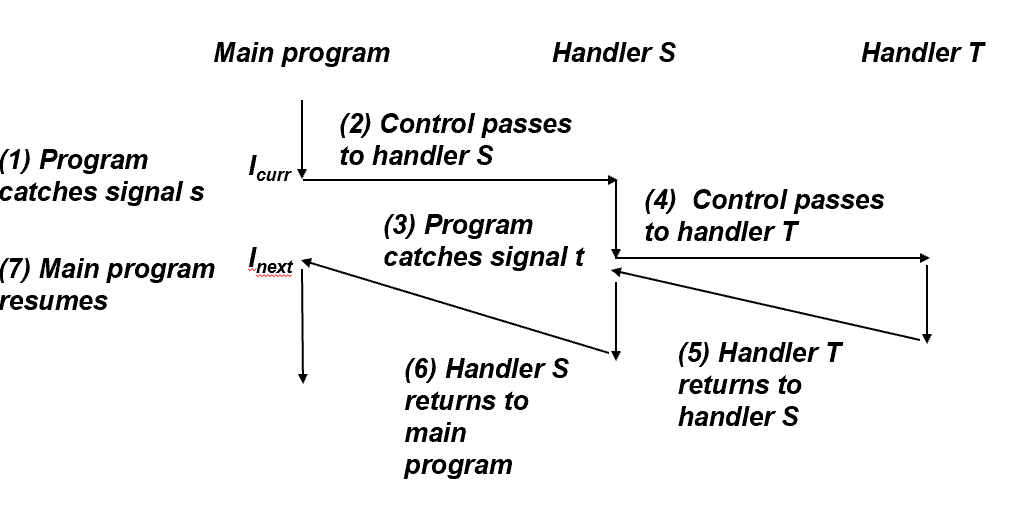 Main program
Handler S
Handler T
(1) Program
catches signal s
I curr
(2) Control passes
to handler S
(3) Program
catches signal t
(4) Control passes
to handler T
(7) Main program
resumes
I next
(6) Handler S
returns to
main
program
(5) Handler T
returns to
handler S